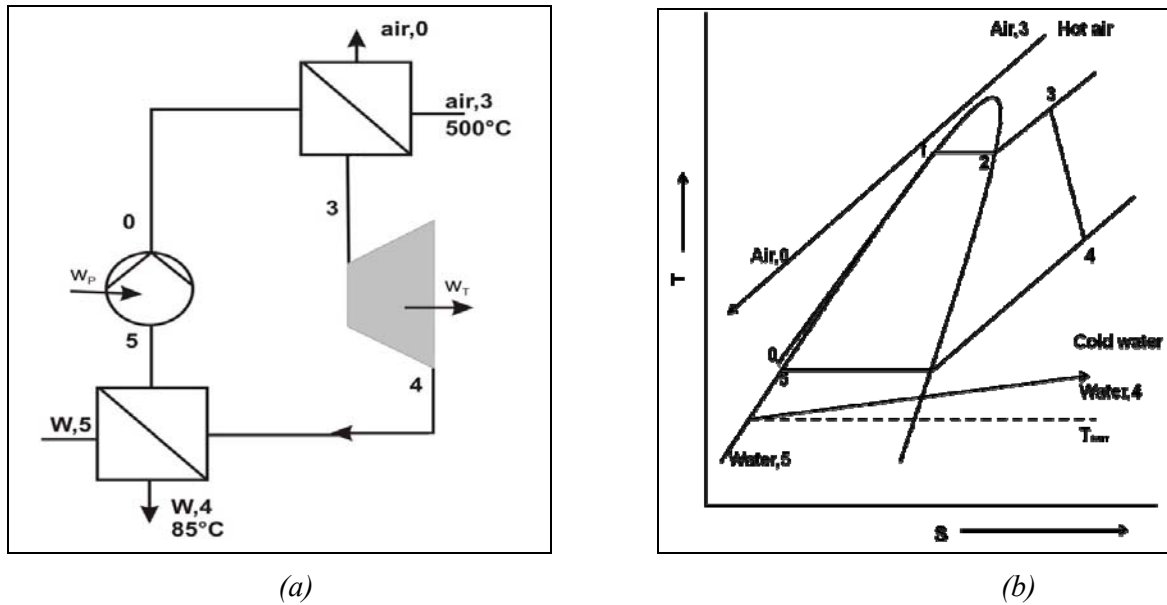 air,0
air,3
500°C
3
0
W_P
W_T
5
4
W,5
W,4
85°C
(a)
Air,3 Hot air
3
1
2
T
Air,0
4
0
5
Cold water
Water,4
Water,5
S
(b)